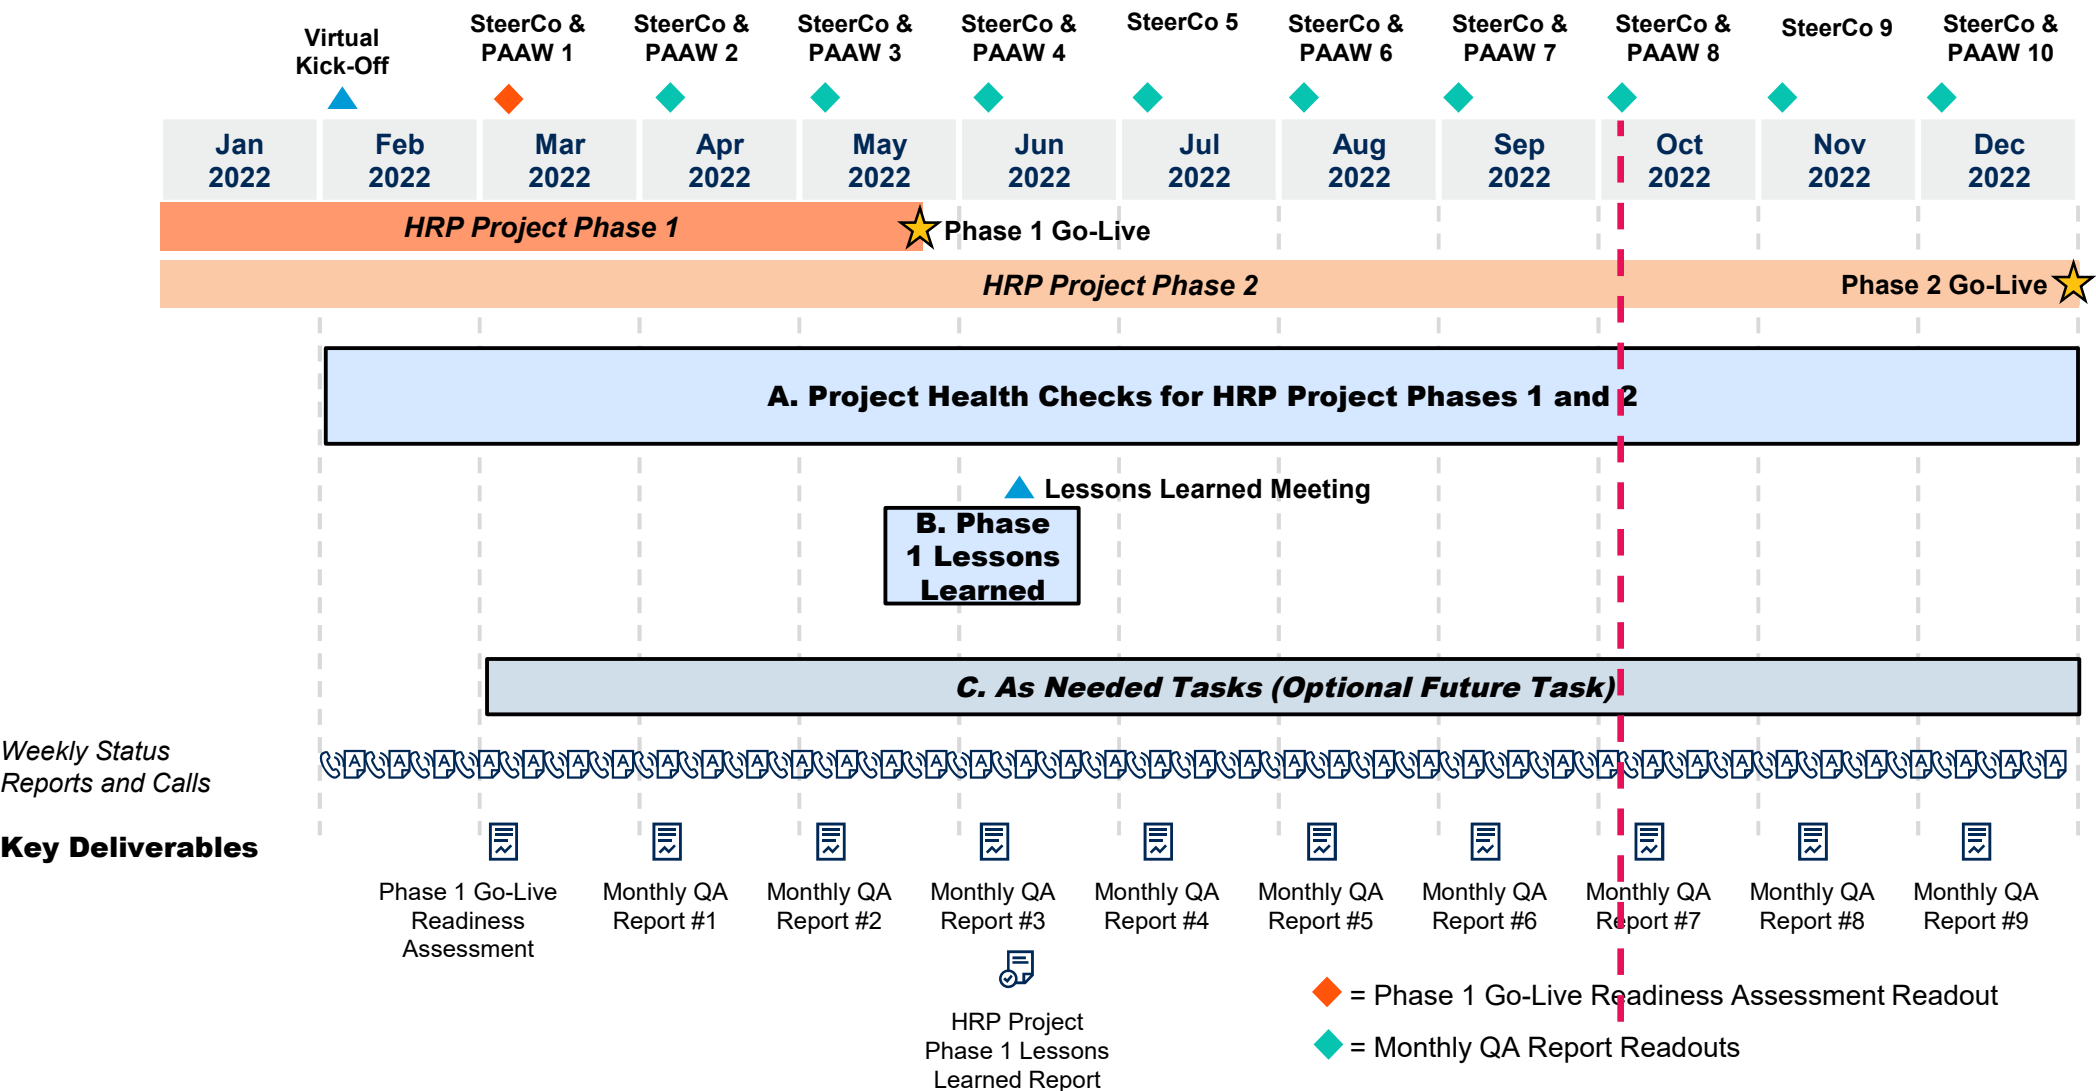 Virtual
Kick-Off
SteerCo &
PAAW 1
SteerCo &
PAAW 2
SteerCo &
PAAW 3
SteerCo &
PAAW 4
SteerCo 5
SteerCo &
PAAW 6
SteerCo &
PAAW 7
SteerCo &
PAAW 8
SteerCo 9
SteerCo &
PAAW 10
Jan
2022
Feb
2022
Mar
2022
Apr
2022
May
2022
Jun
2022
Jul
2022
Aug
2022
Sep
2022
Oct
2022
Nov
2022
Dec
2022
HRP Project Phase 1
Phase 1 Go-Live
HRP Project Phase 2
Phase 2 Go-Live
A. Project Health Checks for HRP Project Phases 1 and 2
Lessons Learned Meeting
B. Phase
1 Lessons
Learned
C. As Needed Tasks (Optional Future Task)
Weekly Status
Reports and Calls
Key Deliverables
Phase 1 Go-Live
Readiness
Assessment
Monthly QA
Report #1
Monthly QA
Report #2
Monthly QA
Report #3
Monthly QA
Report #4
Monthly QA
Report #5
Monthly QA
Report #6
Monthly QA
Report #7
Monthly QA
Report #8
Monthly QA
Report #9
HRP Project
Phase 1 Lessons
Learned Report
= Phase 1 Go-Live Readiness Assessment Readout
= Monthly QA Report Readouts